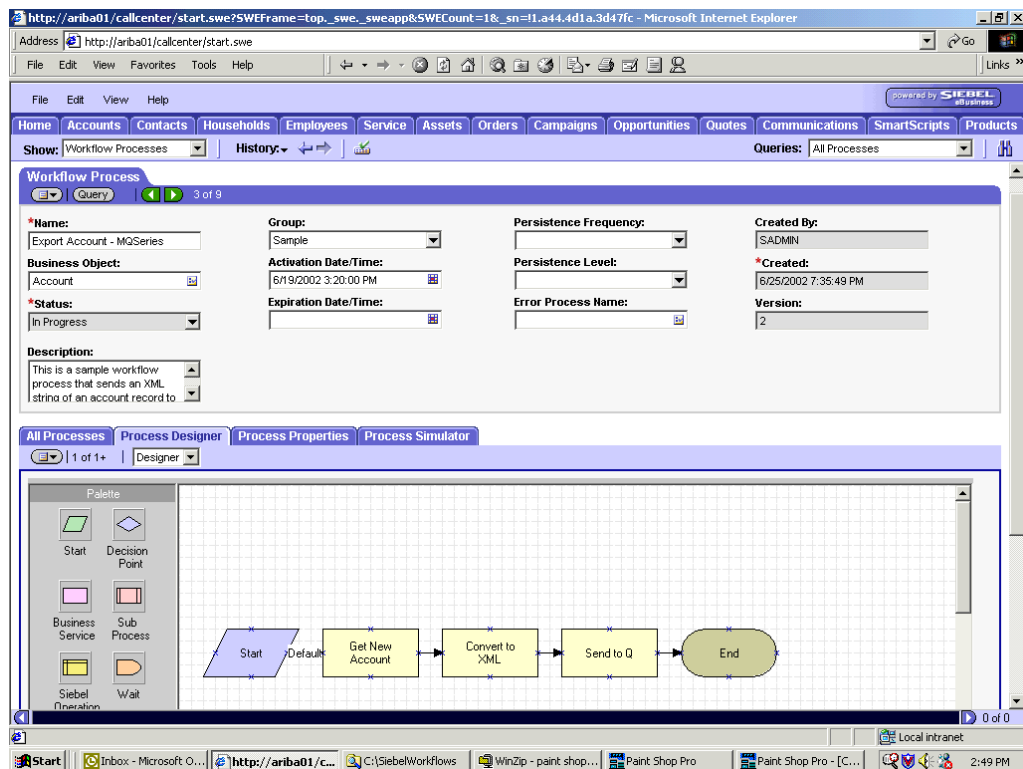 http://ariba01/callcenter/start.swe?SWEFrame=top._swe._sweapp&SWECount=1&_sn=!1.a44.4d1a.3d47fc - Microsoft Internet Explorer
Address http://ariba01/callcenter/start.swe Go
File Edit View Favorites Tools Help Links »
File Edit View Help powered by SIEBEL eBusiness
Home Accounts Contacts Households Employees Service Assets Orders Campaigns Opportunities Quotes Communications SmartScripts Products
Show: Workflow Processes History: Queries: All Processes
Workflow Process
Query 3 of 9
*Name: Group: Persistence Frequency: Created By:
Export Account - MQSeries Sample SADMIN
Business Object: Activation Date/Time: Persistence Level: *Created:
Account 6/19/2002 3:20:00 PM 6/25/2002 7:35:49 PM
*Status: Expiration Date/Time: Error Process Name: Version:
In Progress 2
Description:
This is a sample workflow
process that sends an XML
string of an account record to
All Processes Process Designer Process Properties Process Simulator
1 of 1+ Designer
Palette
Start Decision Point
Business Service Sub Process
Siebel Operation Wait
Start Default Get New Account Convert to XML Send to Q End
0 of 0
Local intranet
Start Inbox - Microsoft O... http://ariba01/c... C:\SiebelWorkflows WinZip - paint shop... Paint Shop Pro Paint Shop Pro - [C... 2:49 PM